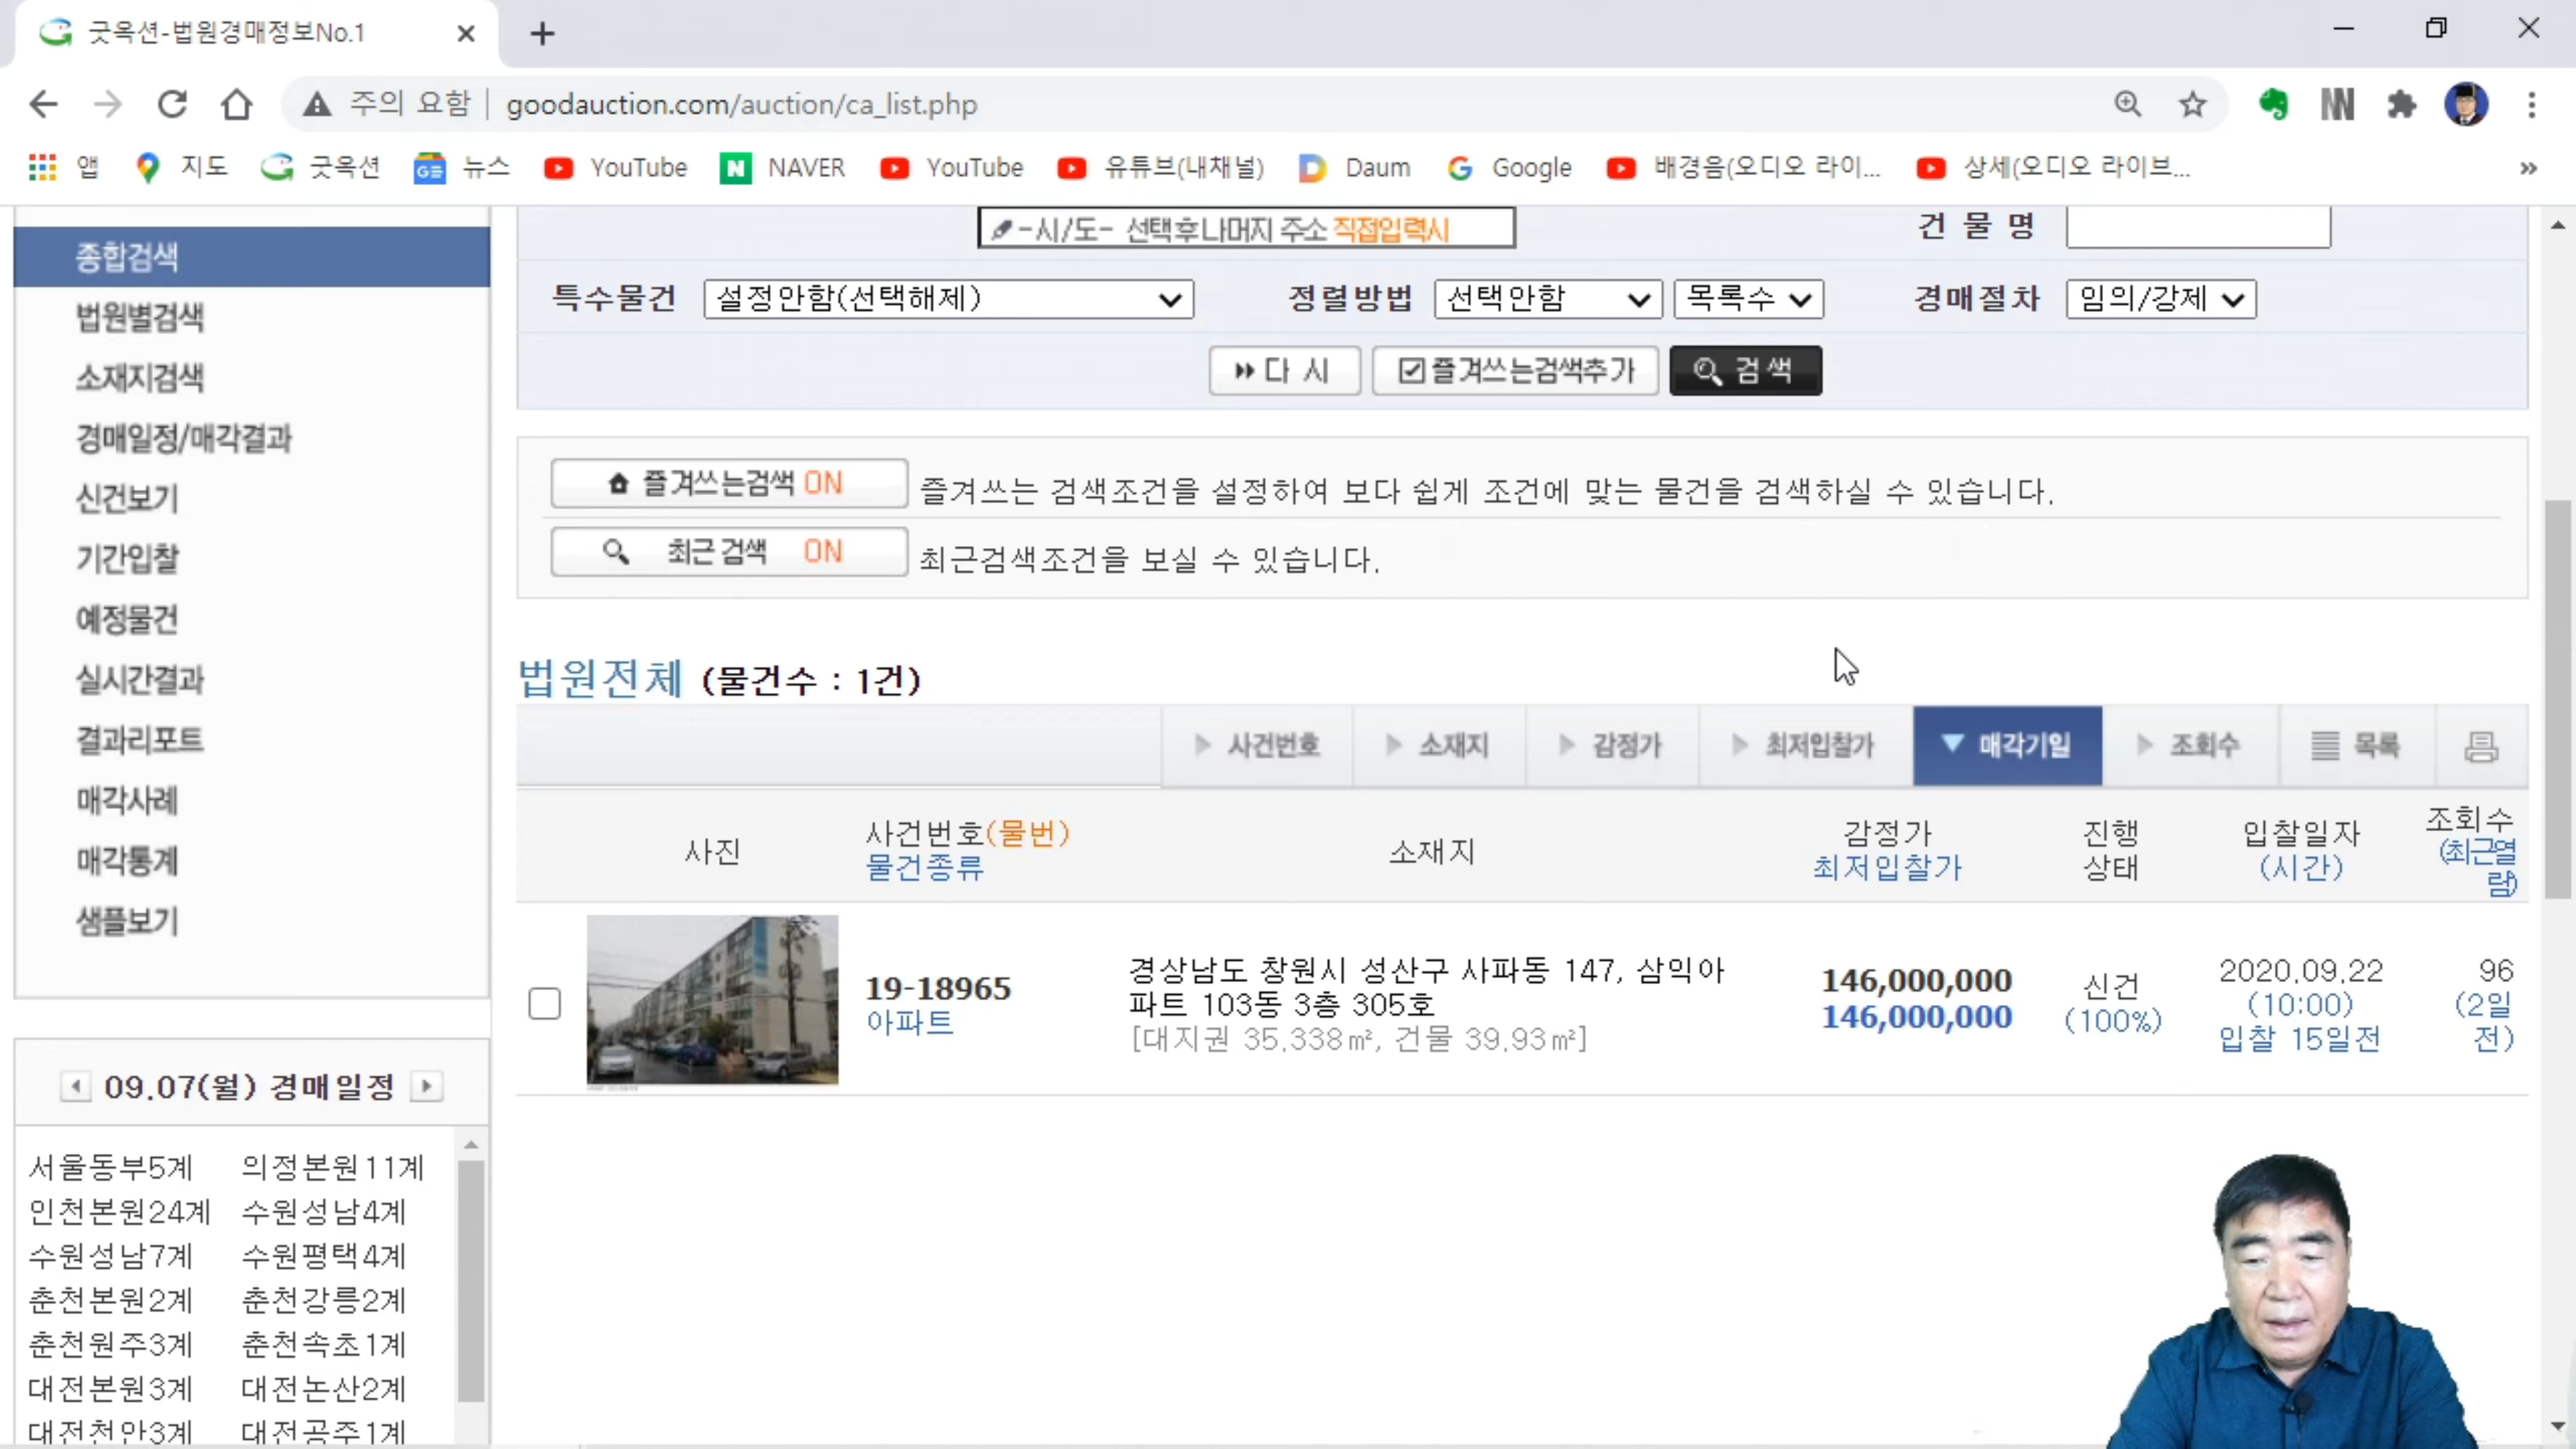 굿옥션-법원경매정보No.1
주의 요함 goodauction.com/auction/ca_list.php
앱 지도 굿옥션 뉴스 YouTube NAVER YouTube 유튜브(내채널) Daum Google 배경음(오디오 라이... 상세(오디오 라이브... »
종합검색
법원별검색
소재지검색
경매일정/매각결과
신건보기
기간입찰
예정물건
실시간결과
결과리포트
매각사례
매각통계
샘플보기
09.07(월) 경매일정
서울동부5계 의정본원11계
인천본원24계 수원성남4계
수원성남7계 수원평택4계
춘천본원2계 춘천강릉2계
춘천원주3계 춘천속초1계
대전본원3계 대전논산2계
대전천안3계 대전공주1계
-시/도- 선택후 나머지 주소 직접입력시 건 물 명
특수물건 설정안함(선택해제) 정렬방법 선택안함 목록수 경매절차 임의/강제
다 시 즐겨쓰는검색추가 검 색
즐겨쓰는검색 ON 즐겨쓰는 검색조건을 설정하여 보다 쉽게 조건에 맞는 물건을 검색하실 수 있습니다.
최근 검색 ON 최근검색조건을 보실 수 있습니다.
법원전체 (물건수 : 1건)
사건번호 소재지 감정가 최저입찰가 매각기일 조회수 목록
사진
사건번호(물번)
물건종류
소재지
감정가
최저입찰가
진행
상태
입찰일자
(시간)
조회수
(최근열
람)
19-18965
아파트
경상남도 창원시 성산구 사파동 147, 삼익아
파트 103동 3층 305호
[대지권 35.338㎡, 건물 39.93㎡]
146,000,000
146,000,000
신건
(100%)
2020.09.22
(10:00)
입찰 15일전
96
(2일
전)